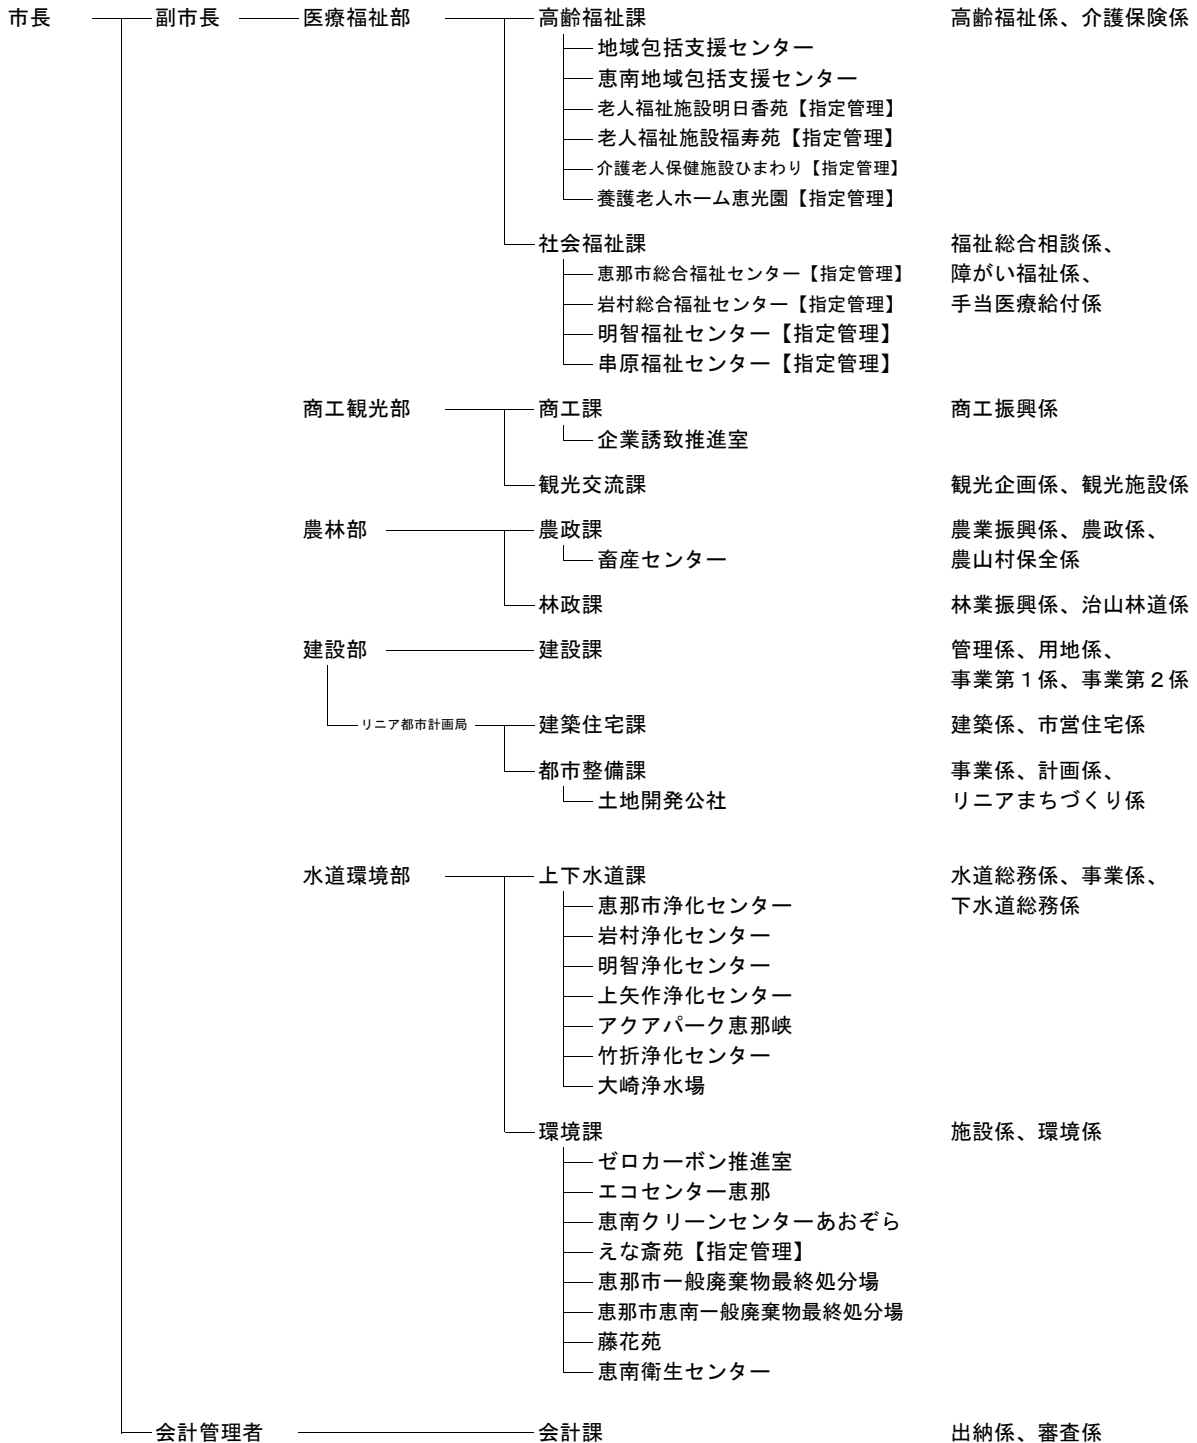 市長 副市長 医療福祉部 高齢福祉課 高齢福祉係、介護保険係
地域包括支援センター
恵南地域包括支援センター
老人福祉施設明日香苑【指定管理】
老人福祉施設福寿苑【指定管理】
介護老人保健施設ひまわり【指定管理】
養護老人ホーム恵光園【指定管理】
社会福祉課 福祉総合相談係、
恵那市総合福祉センター【指定管理】 障がい福祉係、
岩村総合福祉センター【指定管理】 手当医療給付係
明智福祉センター【指定管理】
串原福祉センター【指定管理】
商工観光部 商工課 商工振興係
企業誘致推進室
観光交流課 観光企画係、観光施設係
農林部 農政課 農業振興係、農政係、
畜産センター 農山村保全係
林政課 林業振興係、治山林道係
建設部 建設課 管理係、用地係、
事業第1係、事業第2係
リニア都市計画局 建築住宅課 建築係、市営住宅係
都市整備課 事業係、計画係、
土地開発公社 リニアまちづくり係
水道環境部 上下水道課 水道総務係、事業係、
恵那市浄化センター 下水道総務係
岩村浄化センター
明智浄化センター
上矢作浄化センター
アクアパーク恵那峡
竹折浄化センター
大崎浄水場
環境課 施設係、環境係
ゼロカーボン推進室
エコセンター恵那
恵南クリーンセンターあおぞら
えな斎苑【指定管理】
恵那市一般廃棄物最終処分場
恵那市恵南一般廃棄物最終処分場
藤花苑
恵南衛生センター
会計管理者 会計課 出納係、審査係